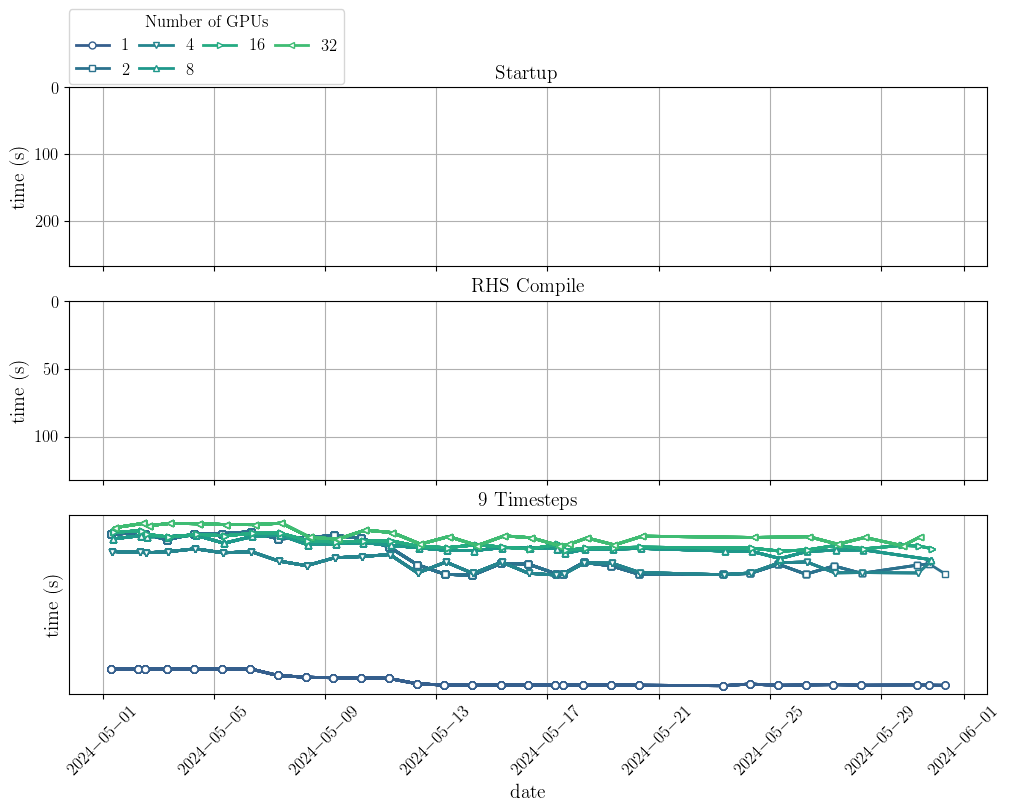 Number of GPUs
1 4 16 32
2 8
Startup
0
100
200
time (s)
RHS Compile
0
50
100
time (s)
9 Timesteps
time (s)
2024−05−01 2024−05−05 2024−05−09 2024−05−13 2024−05−17 2024−05−21 2024−05−25 2024−05−29 2024−06−01
date